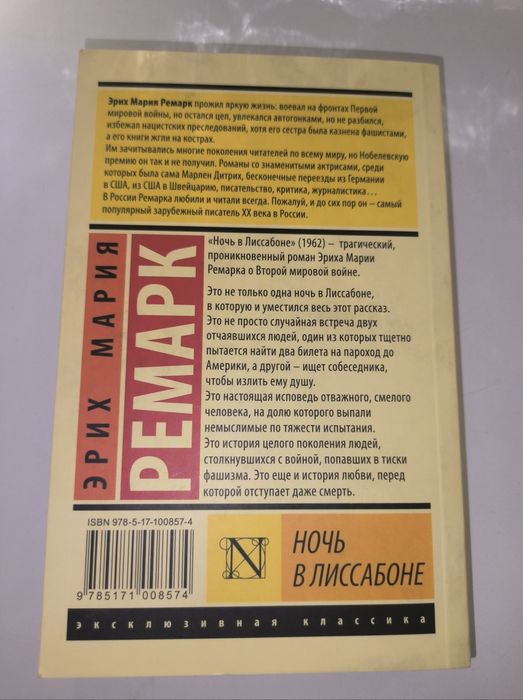 Эрих Мария Ремарк прожил яркую жизнь: воевал на фронтах Первой
мировой войны, но остался цел, увлекался автогонками, но не разбился,
избежал нацистских преследований, хотя его сестра была казнена фашистами,
а его книги жгли на кострах.
Им зачитывались многие поколения читателей по всему миру, но Нобелевскую
премию он так и не получил. Романы со знаменитыми актрисами, среди
которых была сама Марлен Дитрих, бесконечные переезды из Германии
в США, из США в Швейцарию, писательство, критика, журналистика...
В России Ремарка любили и читали всегда. Пожалуй, и до сих пор он – самый
популярный зарубежный писатель XX века в России.
ЭРИХ МАРИЯ
РЕМАРК
«Ночь в Лиссабоне» (1962) – трагический,
проникновенный роман Эриха Марии
Ремарка о Второй мировой войне.
Это не только одна ночь в Лиссабоне,
в которую и уместился весь этот рассказ.
Это не просто случайная встреча двух
отчаявшихся людей, один из которых тщетно
пытается найти два билета на пароход до
Америки, а другой – ищет собеседника,
чтобы излить ему душу.
Это настоящая исповедь отважного, смелого
человека, на долю которого выпали
немыслимые по тяжести испытания.
Это история целого поколения людей,
столкнувшихся с войной, попавших в тиски
фашизма. Это еще и история любви, перед
которой отступает даже смерть.
ISBN 978-5-17-100857-4
9 785171 008574
N
НОЧЬ
В ЛИССАБОНЕ
эксклюзивная классика